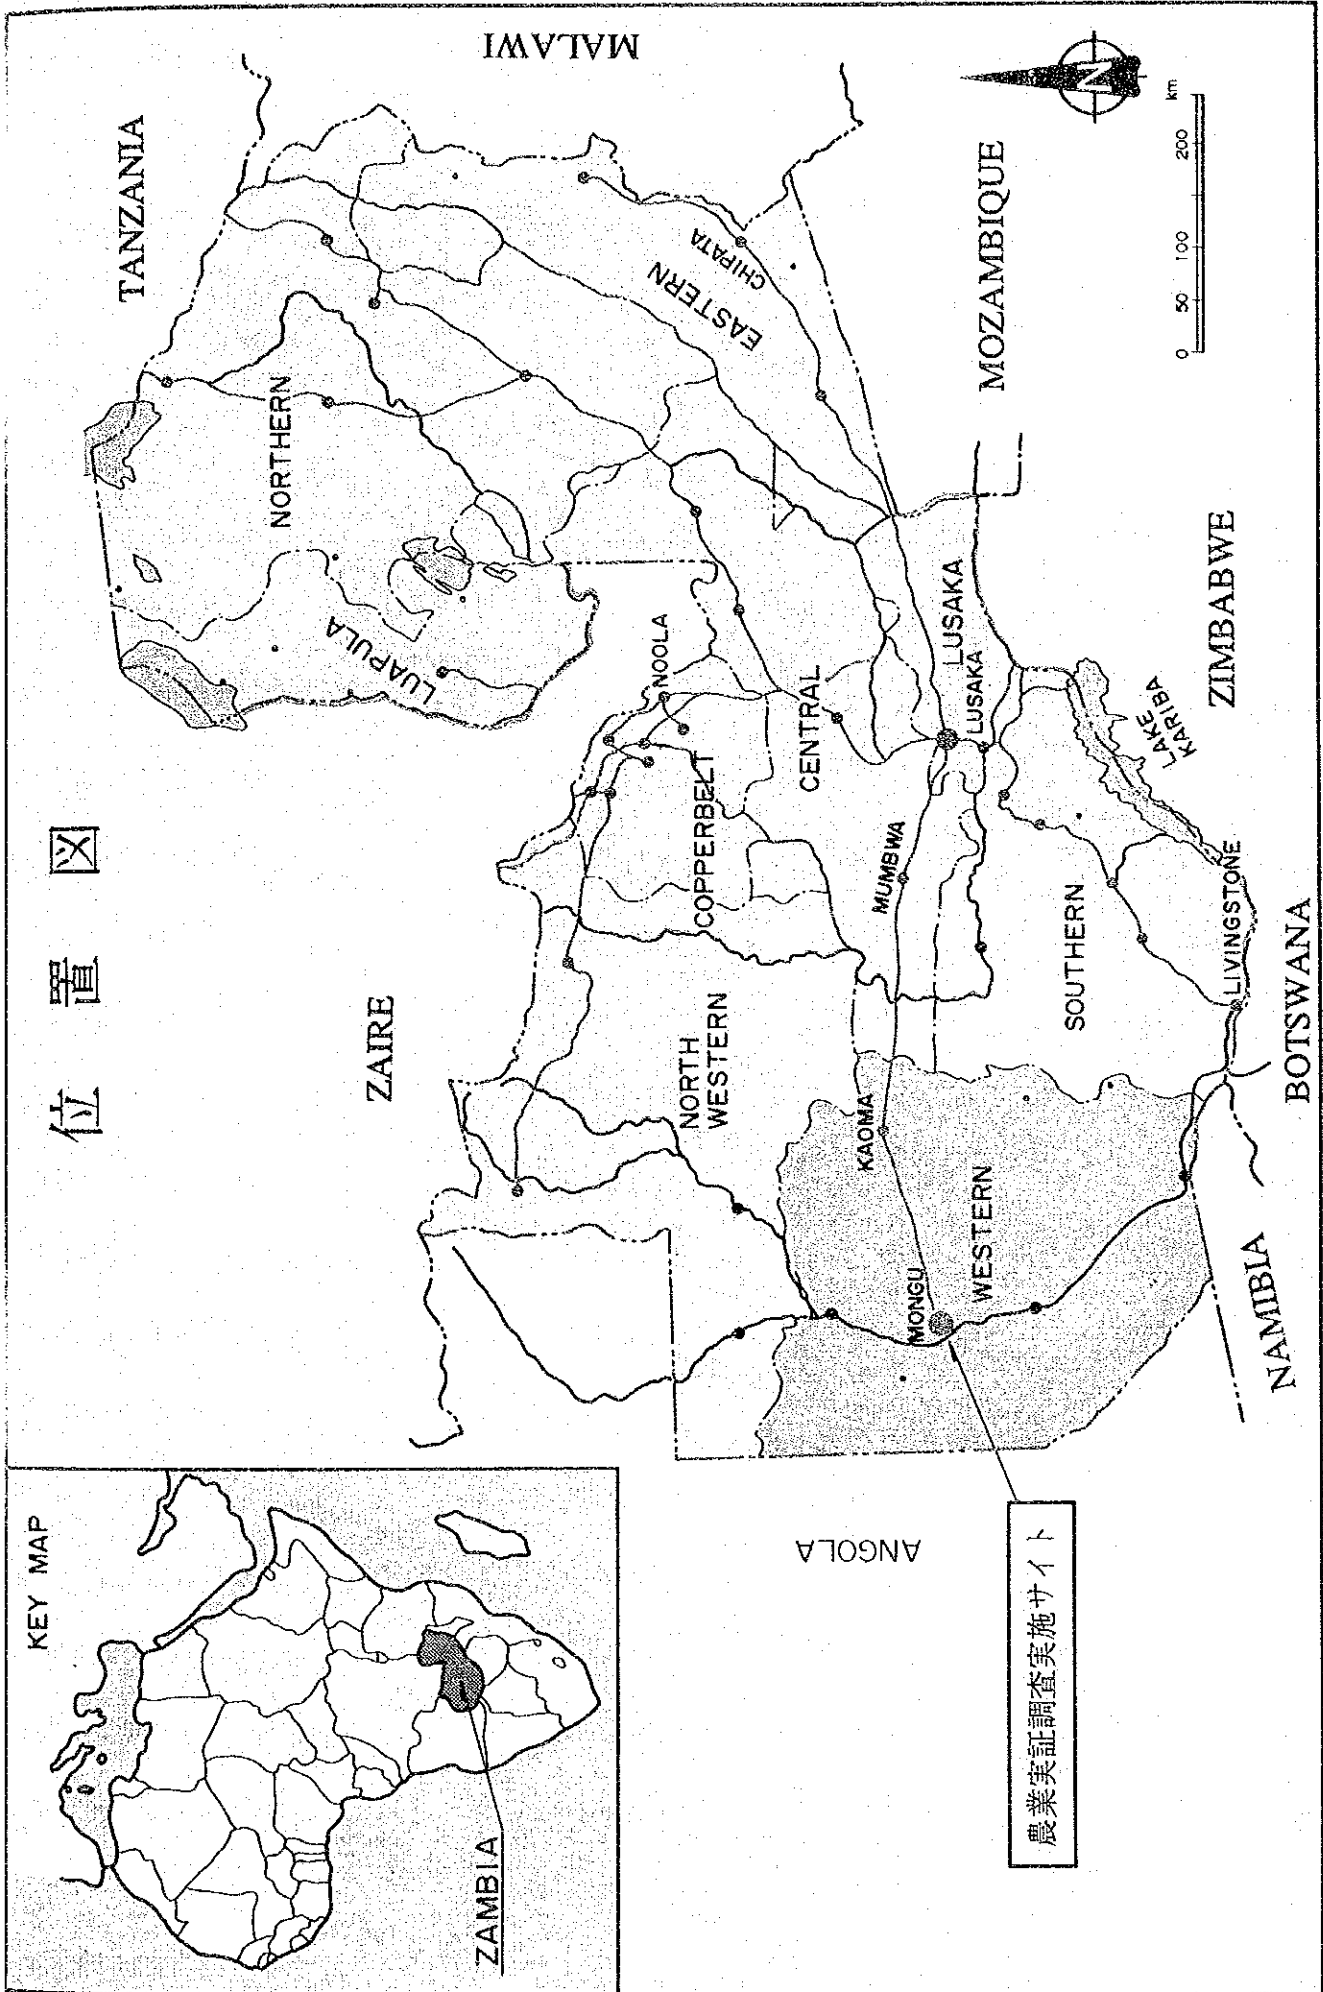 位置図
KEY MAP
ZAMBIA
ZAIRE
TANZANIA
MALAWI
ANGOLA
NORTHERN
LUAPULA
NOOLA
COPPERBELT
NORTH
WESTERN
CENTRAL
EASTERN
CHIPATA
MUMBWA
KAOMA
LUSAKA
LUSAKA
MONGU
WESTERN
SOUTHERN
LAKE
KARIBA
LIVINGSTONE
MOZAMBIQUE
ZIMBABWE
BOTSWANA
NAMIBIA
農業実証調査実施サイト
N
0 50 100 200 km